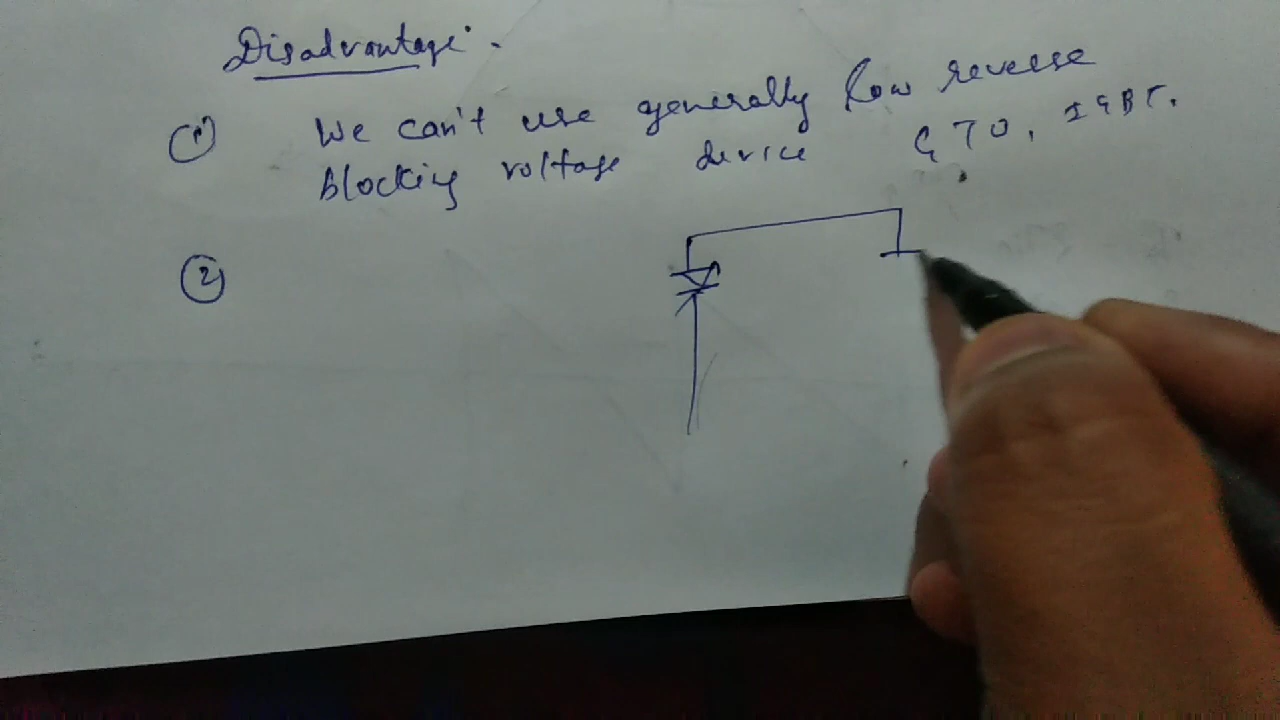 Disadvantage.
(1) We can't use generally low reverse
blocking voltage device GTO, IGBT.
(2)